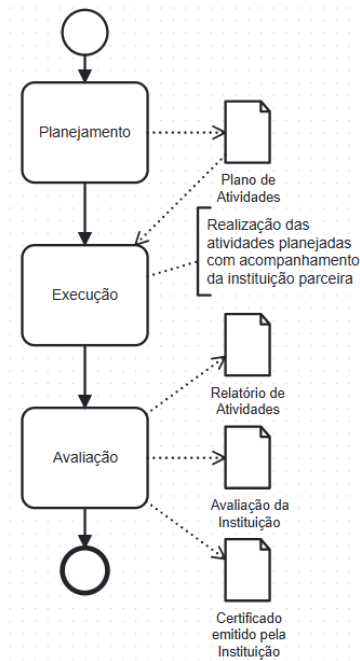 Planejamento
Plano de
Atividades
Realização das
atividades planejadas
com acompanhamento
da instituição parceira
Execução
Relatório de
Atividades
Avaliação
Avaliação da
Instituição
Certificado
emitido pela
Instituição